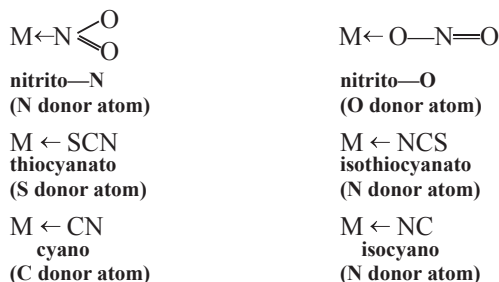 M←N O O
M← O—N═O
nitrito—N
(N donor atom)
nitrito—O
(O donor atom)
M ← SCN
thiocyanato
(S donor atom)
M ← NCS
isothiocyanato
(N donor atom)
M ← CN
cyano
(C donor atom)
M ← NC
isocyano
(N donor atom)